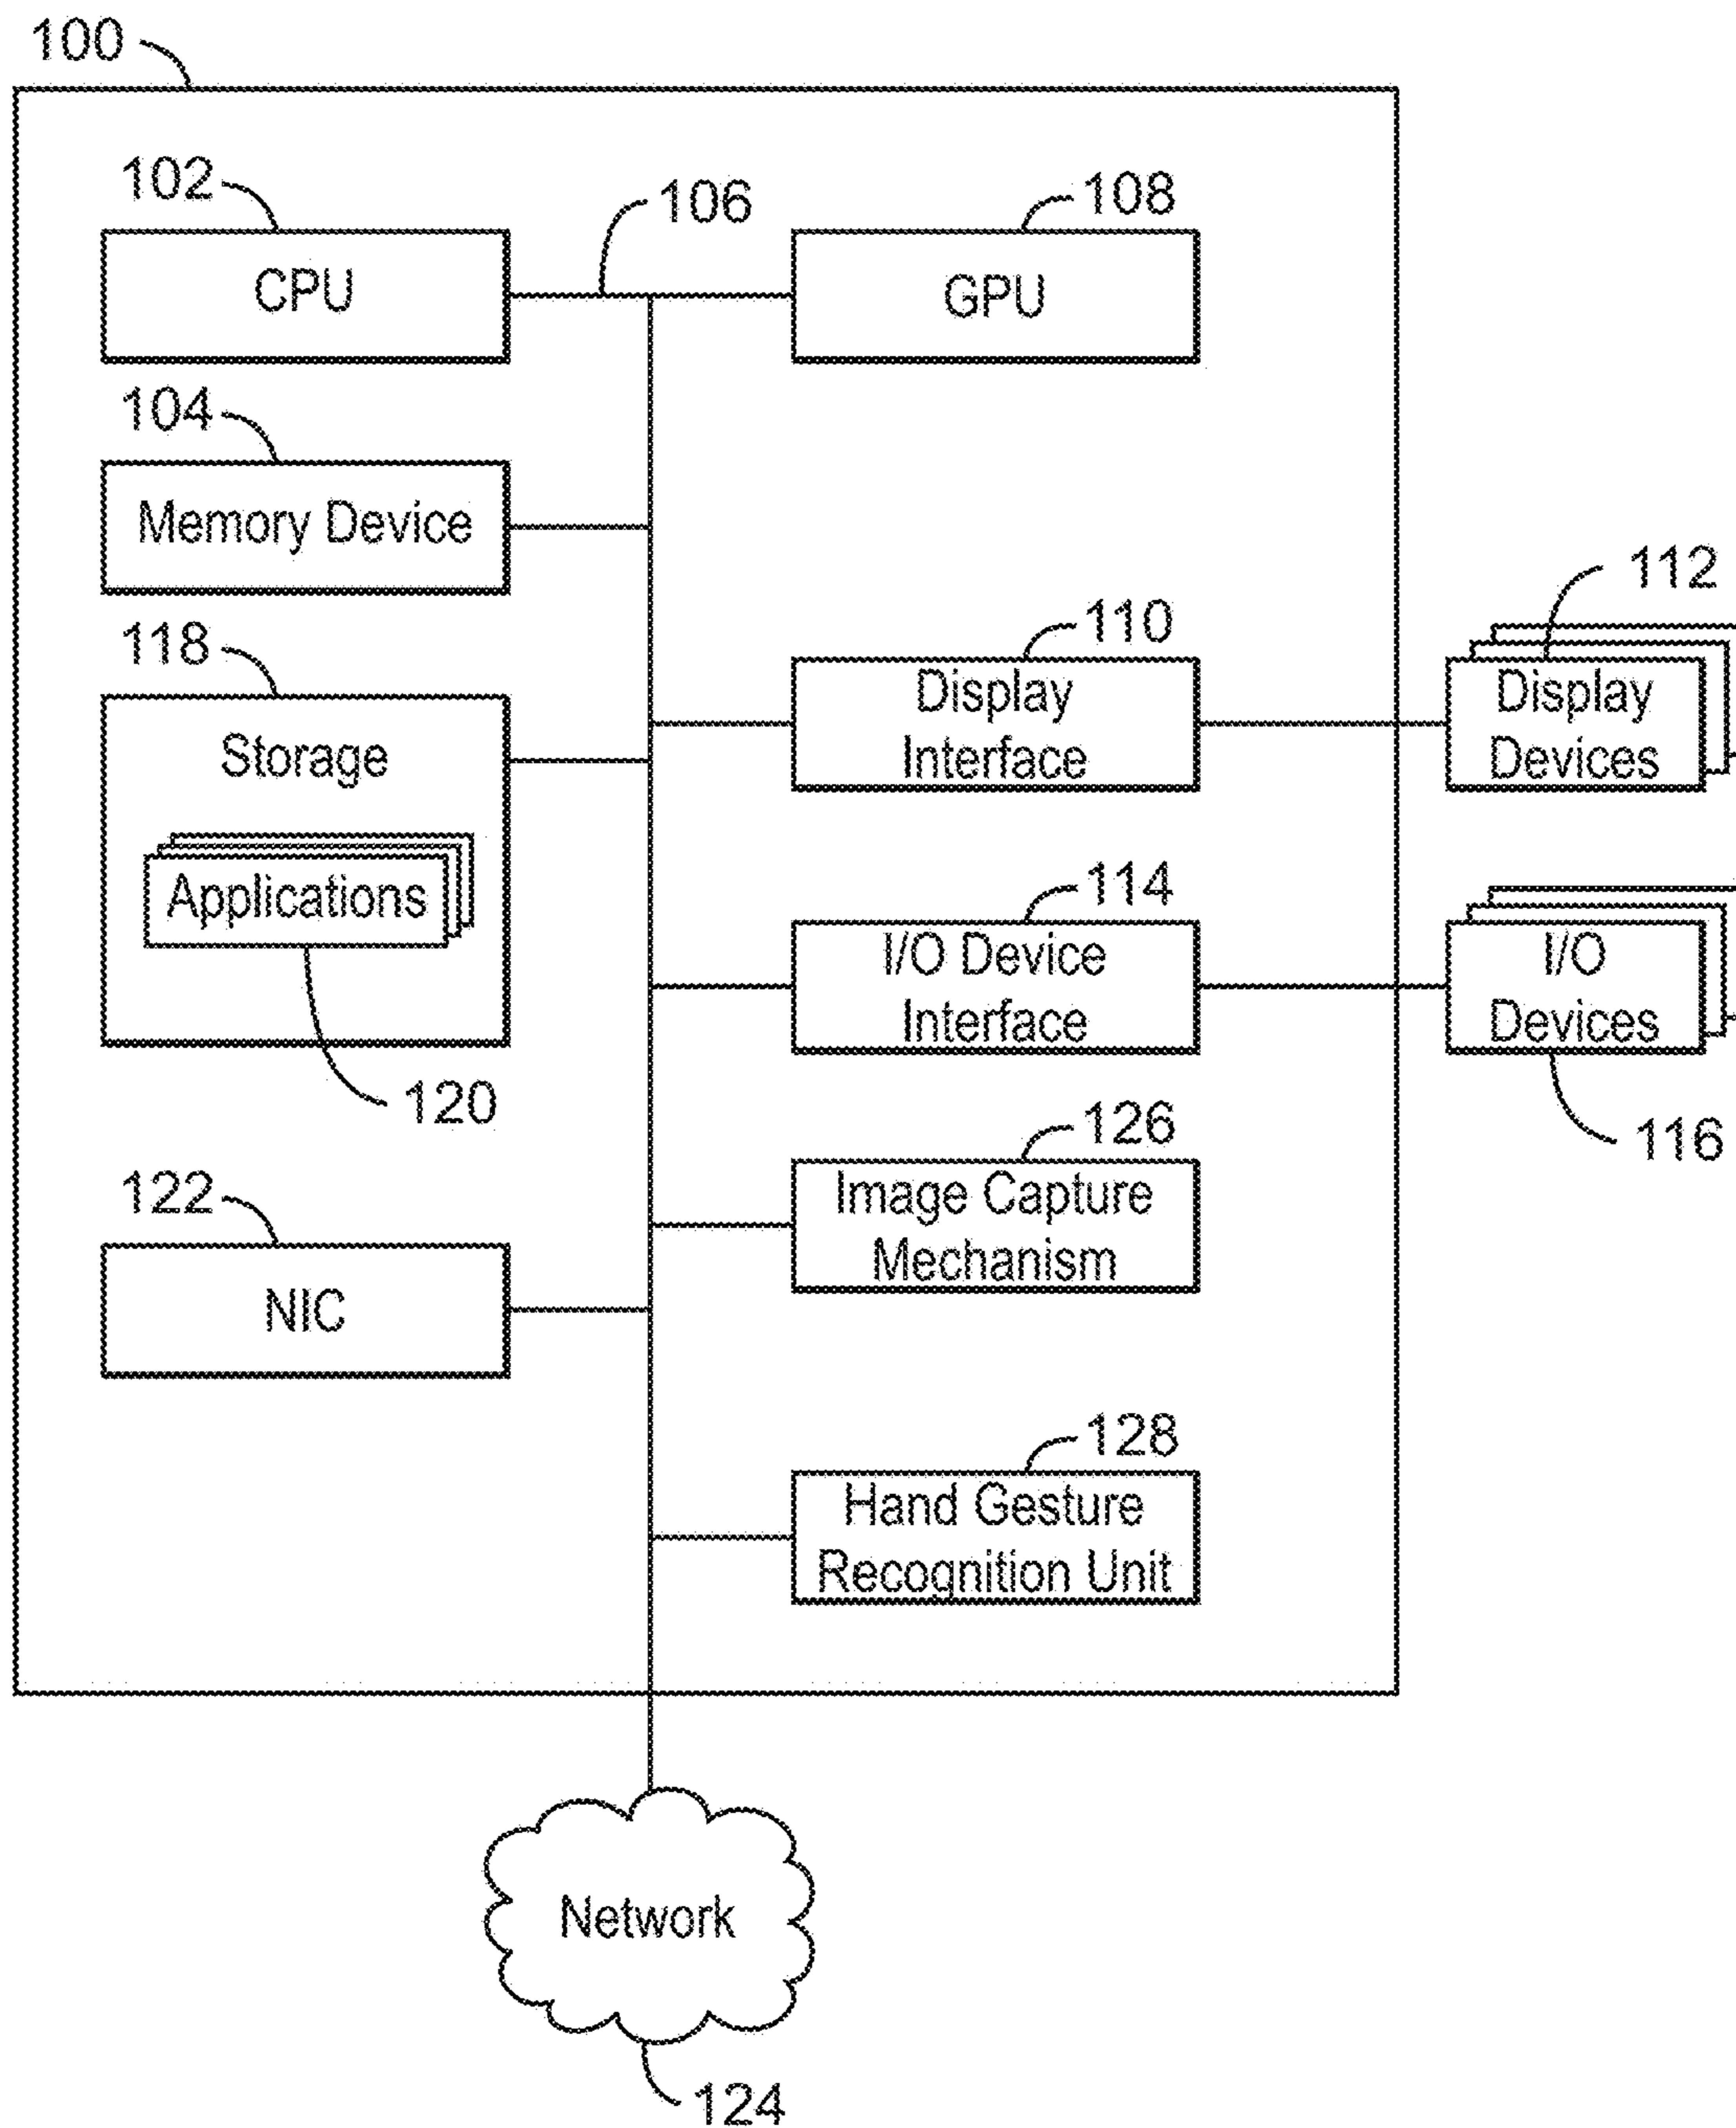 100
102
106
108
CPU
GPU
104
Memory Device
112
118
110
Display
Interface
Display
Devices
Storage
Applications
114
I/O Device
Interface
I/O
Devices
120
116
126
Image Capture
Mechanism
122
NIC
128
Hand Gesture
Recognition Unit
Network
124